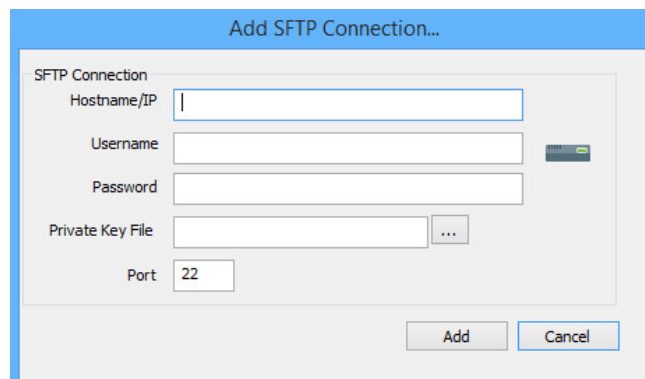 Add SFTP Connection...
SFTP Connection
Hostname/IP
Username
Password
Private Key File
...
Port 22
Add Cancel